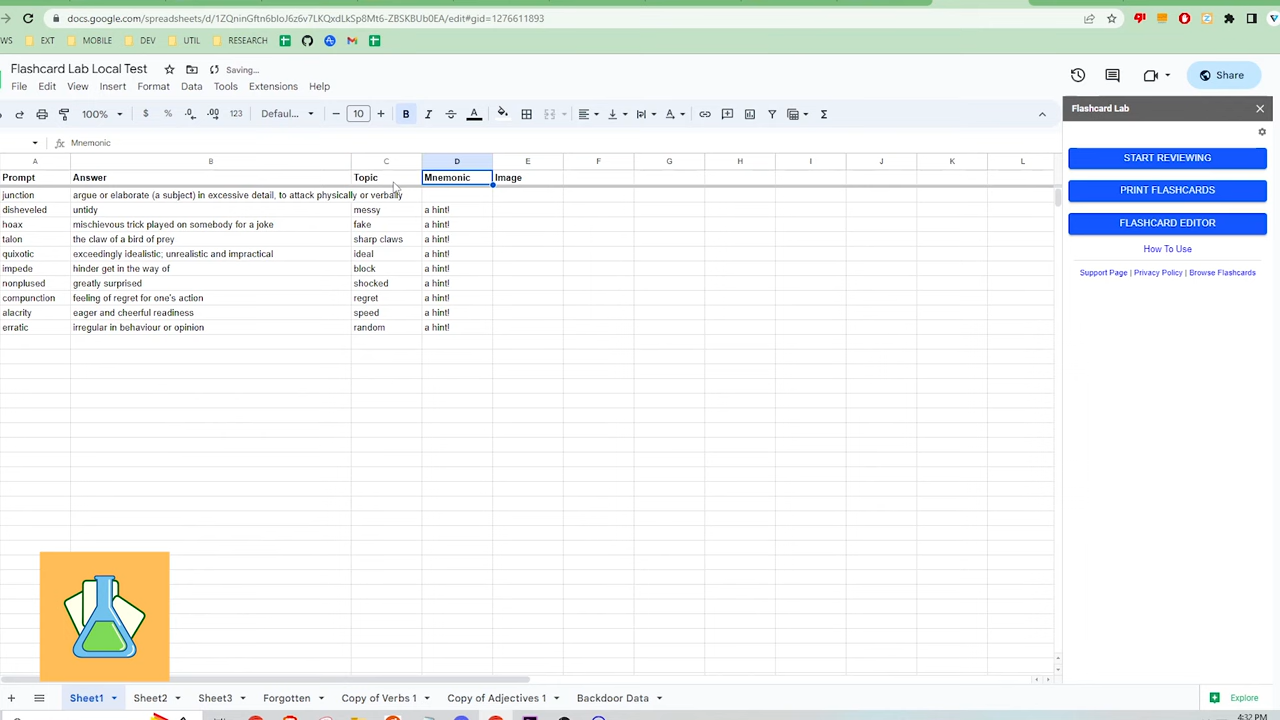 docs.google.com/spreadsheets/d/1ZQninGftn6bIoJ6z6v7LKQxdLkSp8Mt6-ZBSKBUb0EA/edit#gid=1276611893
EXT MOBILE DEV UTIL RESEARCH
Flashcard Lab Local Test Saving...
File Edit View Insert Format Data Tools Extensions Help
Share
100% $ % .0 .00 123 Defaul... 10 B I A
Mnemonic
A B C D E F G H I J K L
Prompt Answer Topic Mnemonic Image
junction argue or elaborate (a subject) in excessive detail, to attack physically or verbally
disheveled untidy messy a hint!
hoax mischievous trick played on somebody for a joke fake a hint!
talon the claw of a bird of prey sharp claws a hint!
quixotic exceedingly idealistic; unrealistic and impractical ideal a hint!
impede hinder get in the way of block a hint!
nonplused greatly surprised shocked a hint!
compunction feeling of regret for one's action regret a hint!
alacrity eager and cheerful readiness speed a hint!
erratic irregular in behaviour or opinion random a hint!
Flashcard Lab
START REVIEWING
PRINT FLASHCARDS
FLASHCARD EDITOR
How To Use
Support Page | Privacy Policy | Browse Flashcards
Sheet1 Sheet2 Sheet3 Forgotten Copy of Verbs 1 Copy of Adjectives 1 Backdoor Data Explore
4:32 PM